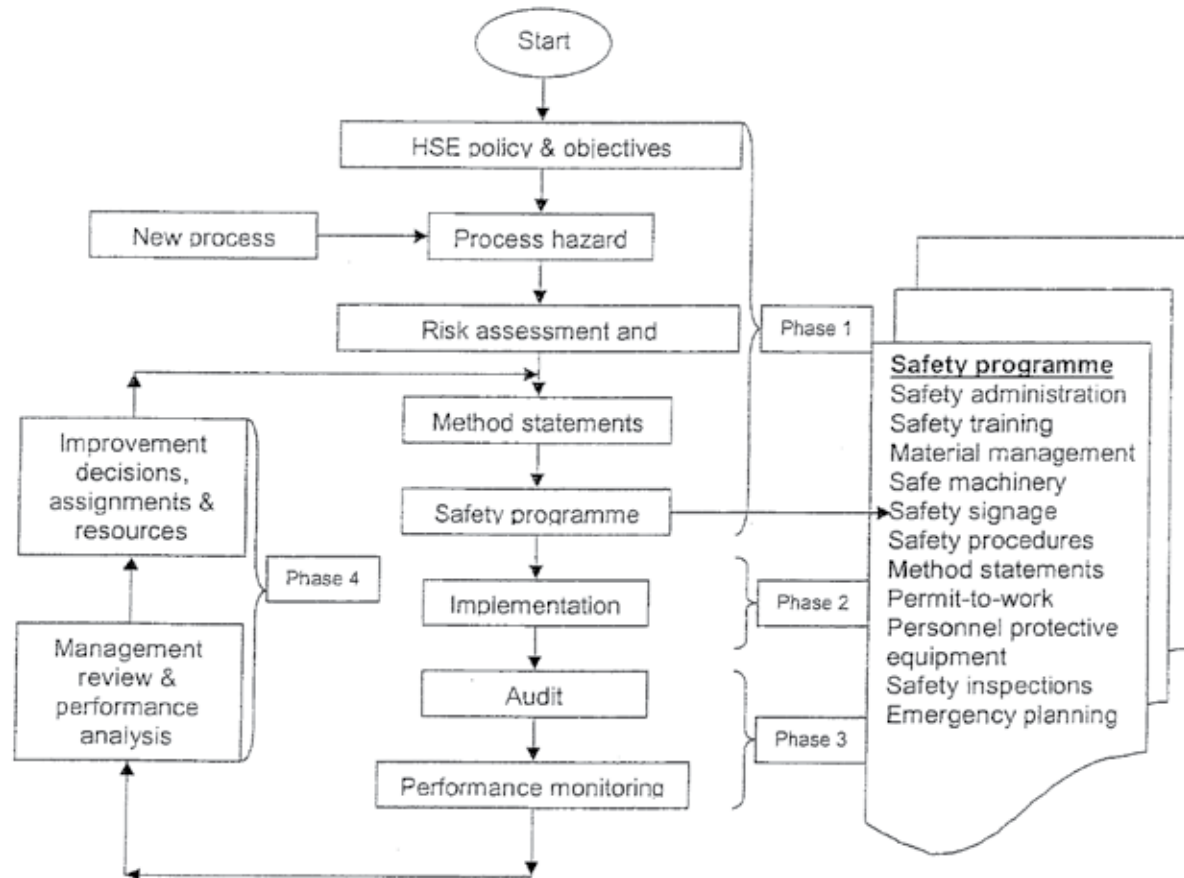 Start
HSE policy & objectives
New process
Process hazard
Risk assessment and
Phase 1
Method statements
Safety programme
Improvement
decisions,
assignments &
resources
Phase 4
Management
review &
performance
analysis
Implementation
Phase 2
Audit
Phase 3
Performance monitoring
Safety programme
Safety administration
Safety training
Material management
Safe machinery
Safety signage
Safety procedures
Method statements
Permit-to-work
Personnel protective
equipment
Safety inspections
Emergency planning